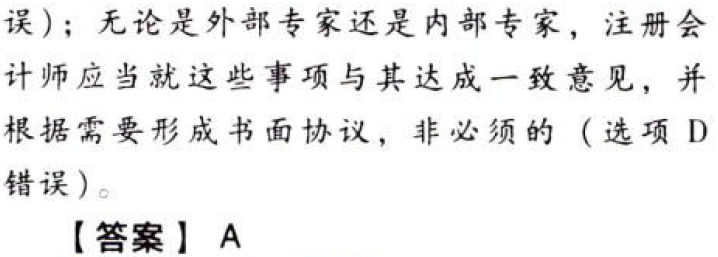 误）；无论是外部专家还是内部专家，注册会
计师应当就这些事项与其达成一致意见，并
根据需要形成书面协议，非必须的（选项 D
错误）。
【答案】 A